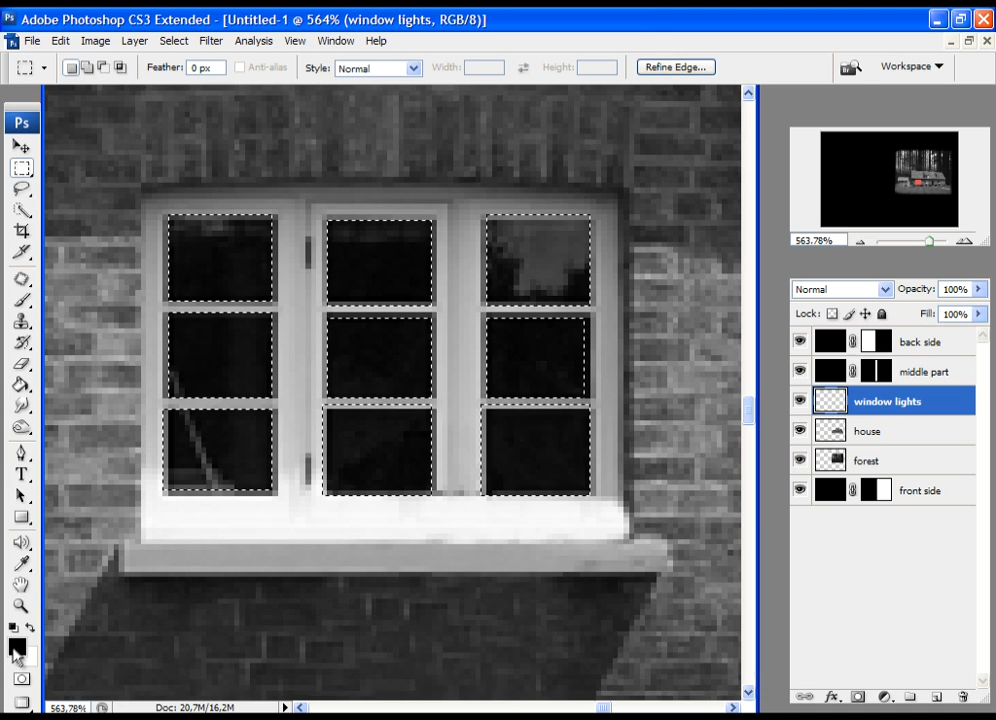 Ps Adobe Photoshop CS3 Extended - [Untitled-1 @ 564% (window lights, RGB/8)]
File Edit Image Layer Select Filter Analysis View Window Help
Feather: 0 px Anti-alias Style: Normal Width: Height: Refine Edge... Workspace
Ps
563.78%
Normal Opacity: 100%
Lock: Fill: 100%
back side
middle part
window lights
house
forest
front side
T
fx
563,78% Doc: 20,7M/16,2M